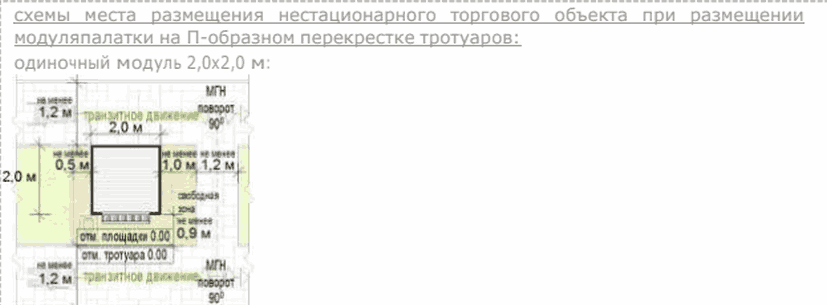 схемы места размещения нестационарного торгового объекта при размещении
модуляпалатки на П-образном перекрестке тротуаров:
одиночный модуль 2,0х2,0 м:
не менее
1,2 м
транзитное движение
МГН
поворот
90⁰
2,0 м
не менее
0,5 м
не менее
1,0 м
не менее
1,2 м
2,0 м
свободная
зона
не менее
0,9 м
отм. площадки 0.00
отм. тротуара 0.00
не менее
1,2 м
транзитное движение
МГН
поворот
90⁰